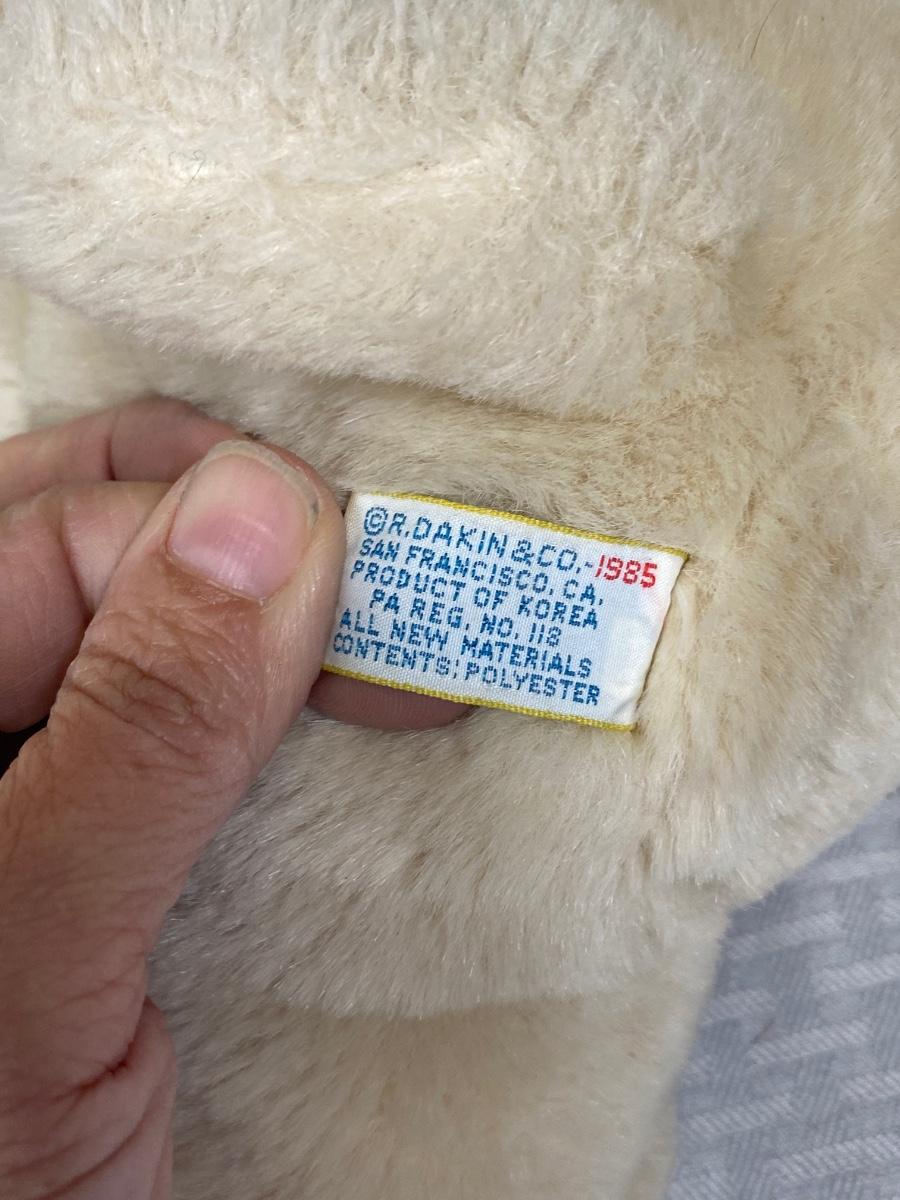 ©R.DAKIN & CO.-1985
SAN FRANCISCO, CA.
PRODUCT OF KOREA
PA REG. NO. 118
ALL NEW MATERIALS
CONTENTS: POLYESTER